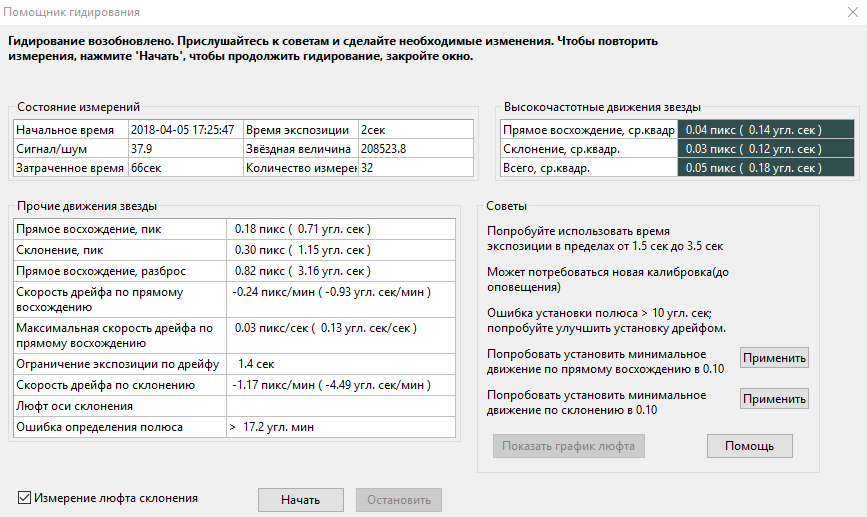 Помощник гидирования
Гидирование возобновлено. Прислушайтесь к советам и сделайте необходимые изменения. Чтобы повторить
измерения, нажмите 'Начать', чтобы продолжить гидирование, закройте окно.
Состояние измерений
Начальное время 2018-04-05 17:25:47 Время экспозиции 2сек
Сигнал/шум 37.9 Звёздная величина 208523.8
Затраченное время 66сек Количество измерен 32
Высокочастотные движения звезды
Прямое восхождение, ср.квадр 0.04 пикс ( 0.14 угл. сек )
Склонение, ср.квадр. 0.03 пикс ( 0.12 угл. сек )
Всего, ср.квадр. 0.05 пикс ( 0.18 угл. сек )
Прочие движения звезды
Прямое восхождение, пик 0.18 пикс ( 0.71 угл. сек )
Склонение, пик 0.30 пикс ( 1.15 угл. сек )
Прямое восхождение, разброс 0.82 пикс ( 3.16 угл. сек )
Скорость дрейфа по прямому -0.24 пикс/мин ( -0.93 угл. сек/мин )
восхождению
Максимальная скорость дрейфа по 0.03 пикс/сек ( 0.13 угл. сек/сек )
прямому восхождению
Ограничение экспозиции по дрейфу 1.4 сек
Скорость дрейфа по склонению -1.17 пикс/мин ( -4.49 угл. сек/мин )
Люфт оси склонения
Ошибка определения полюса > 17.2 угл. мин
Советы
Попробуйте использовать время
экспозиции в пределах от 1.5 сек до 3.5 сек
Может потребоваться новая калибровка(до
оповещения)
Ошибка установки полюса > 10 угл. сек;
попробуйте улучшить установку дрейфом.
Попробовать установить минимальное
движение по прямому восхождению в 0.10
Применить
Попробовать установить минимальное
движение по склонению в 0.10
Применить
Показать график люфта Помощь
Измерение люфта склонения Начать Остановить